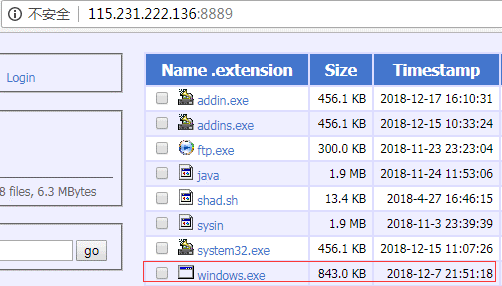 不安全 | 115.231.222.136:8889
Login
8 files, 6.3 MBytes
go
Name .extension Size Timestamp
addin.exe 456.1 KB 2018-12-17 16:10:31
addins.exe 456.1 KB 2018-12-15 10:33:24
ftp.exe 300.0 KB 2018-11-23 23:23:04
java 1.9 MB 2018-11-24 11:53:06
shad.sh 13.4 KB 2018-4-27 16:46:15
sysin 1.9 MB 2018-11-3 23:39:39
system32.exe 456.1 KB 2018-12-15 11:07:26
windows.exe 843.0 KB 2018-12-7 21:51:18